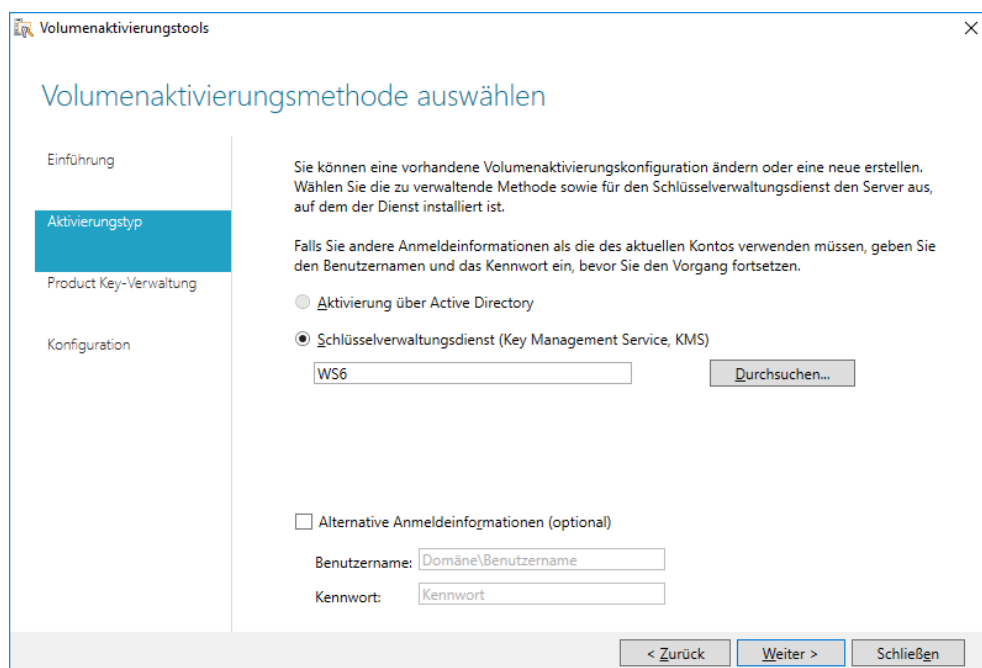 Volumenaktivierungstools
Volumenaktivierungsmethode auswählen
Einführung
Aktivierungstyp
Product Key-Verwaltung
Konfiguration
Sie können eine vorhandene Volumenaktivierungskonfiguration ändern oder eine neue erstellen.
Wählen Sie die zu verwaltende Methode sowie für den Schlüsselverwaltungsdienst den Server aus,
auf dem der Dienst installiert ist.
Falls Sie andere Anmeldeinformationen als die des aktuellen Kontos verwenden müssen, geben Sie
den Benutzernamen und das Kennwort ein, bevor Sie den Vorgang fortsetzen.
Aktivierung über Active Directory
Schlüsselverwaltungsdienst (Key Management Service, KMS)
WS6
Durchsuchen...
Alternative Anmeldeinformationen (optional)
Benutzername: Domäne\Benutzername
Kennwort: Kennwort
< Zurück Weiter > Schließen